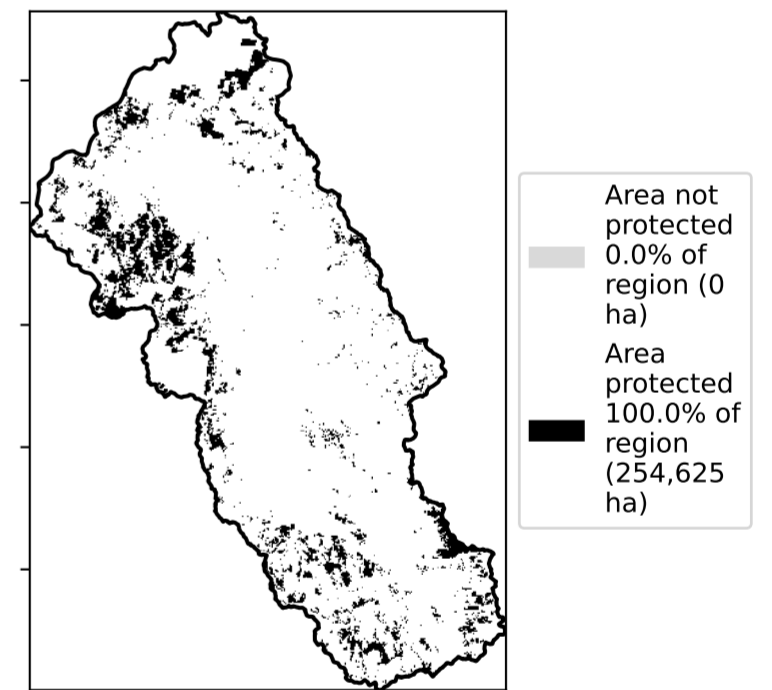 Area not
protected
0.0% of
region (0
ha)
Area
protected
100.0% of
region
(254,625
ha)